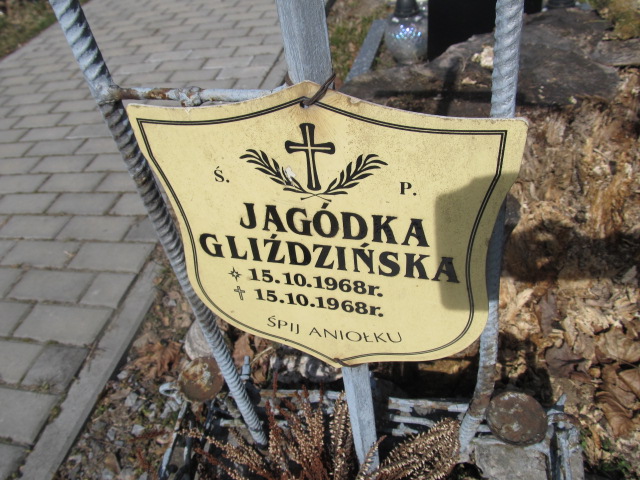 Ś. P.
JAGÓDKA
GLIŹDZIŃSKA
15.10.1968r.
15.10.1968r.
ŚPIJ ANIOŁKU